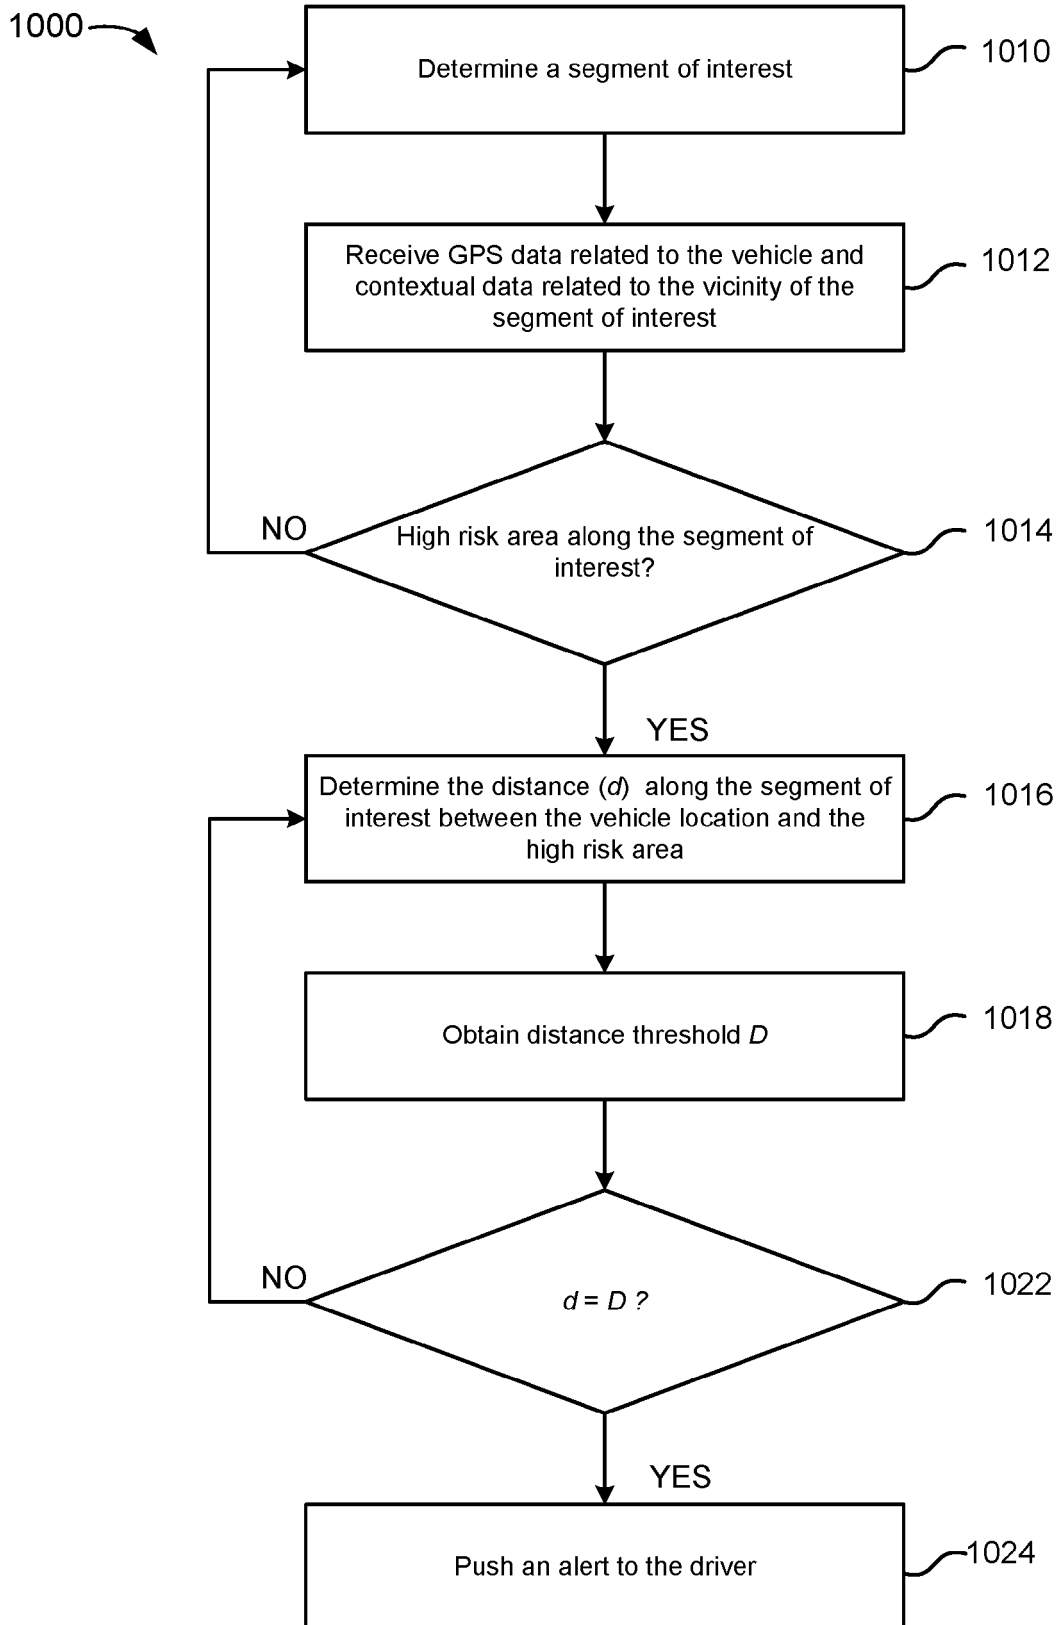 1000
Determine a segment of interest
1010
Receive GPS data related to the vehicle and
contextual data related to the vicinity of the
segment of interest
1012
High risk area along the segment of
interest?
1014
NO
YES
Determine the distance (d) along the segment of
interest between the vehicle location and the
high risk area
1016
Obtain distance threshold D
1018
d = D ?
1022
NO
YES
Push an alert to the driver
1024